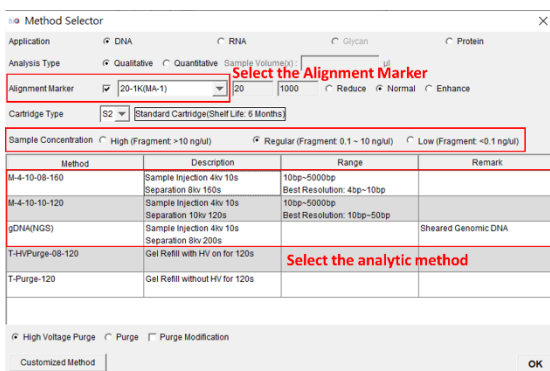 Method Selector
Application DNA RNA Glycan Protein
Analysis Type Qualitative Quantitative Sample Volume(x): ul
Select the Alignment Marker
Alignment Marker 20-1K(MA-1) 20 1000 Reduce Normal Enhance
Cartridge Type S2 Standard Cartridge(Shelf Life: 6 Months)
Sample Concentration High (Fragment: >10 ng/ul) Regular (Fragment: 0.1 ~ 10 ng/ul) Low (Fragment: <0.1 ng/ul)
Method Description Range Remark
M-4-10-08-160 Sample Injection 4kv 10s 10bp~5000bp
Separation 8kv 160s Best Resolution: 4bp~10bp
M-4-10-10-120 Sample Injection 4kv 10s 10bp~5000bp
Separation 10kv 120s Best Resolution: 10bp~50bp
gDNA(NGS) Sample Injection 4kv 10s Sheared Genomic DNA
Separation 8kv 200s
T-HVPurge-08-120 Gel Refill with HV on for 120s
Select the analytic method
T-Purge-120 Gel Refill without HV for 120s
High Voltage Purge Purge Purge Modification
Customized Method OK